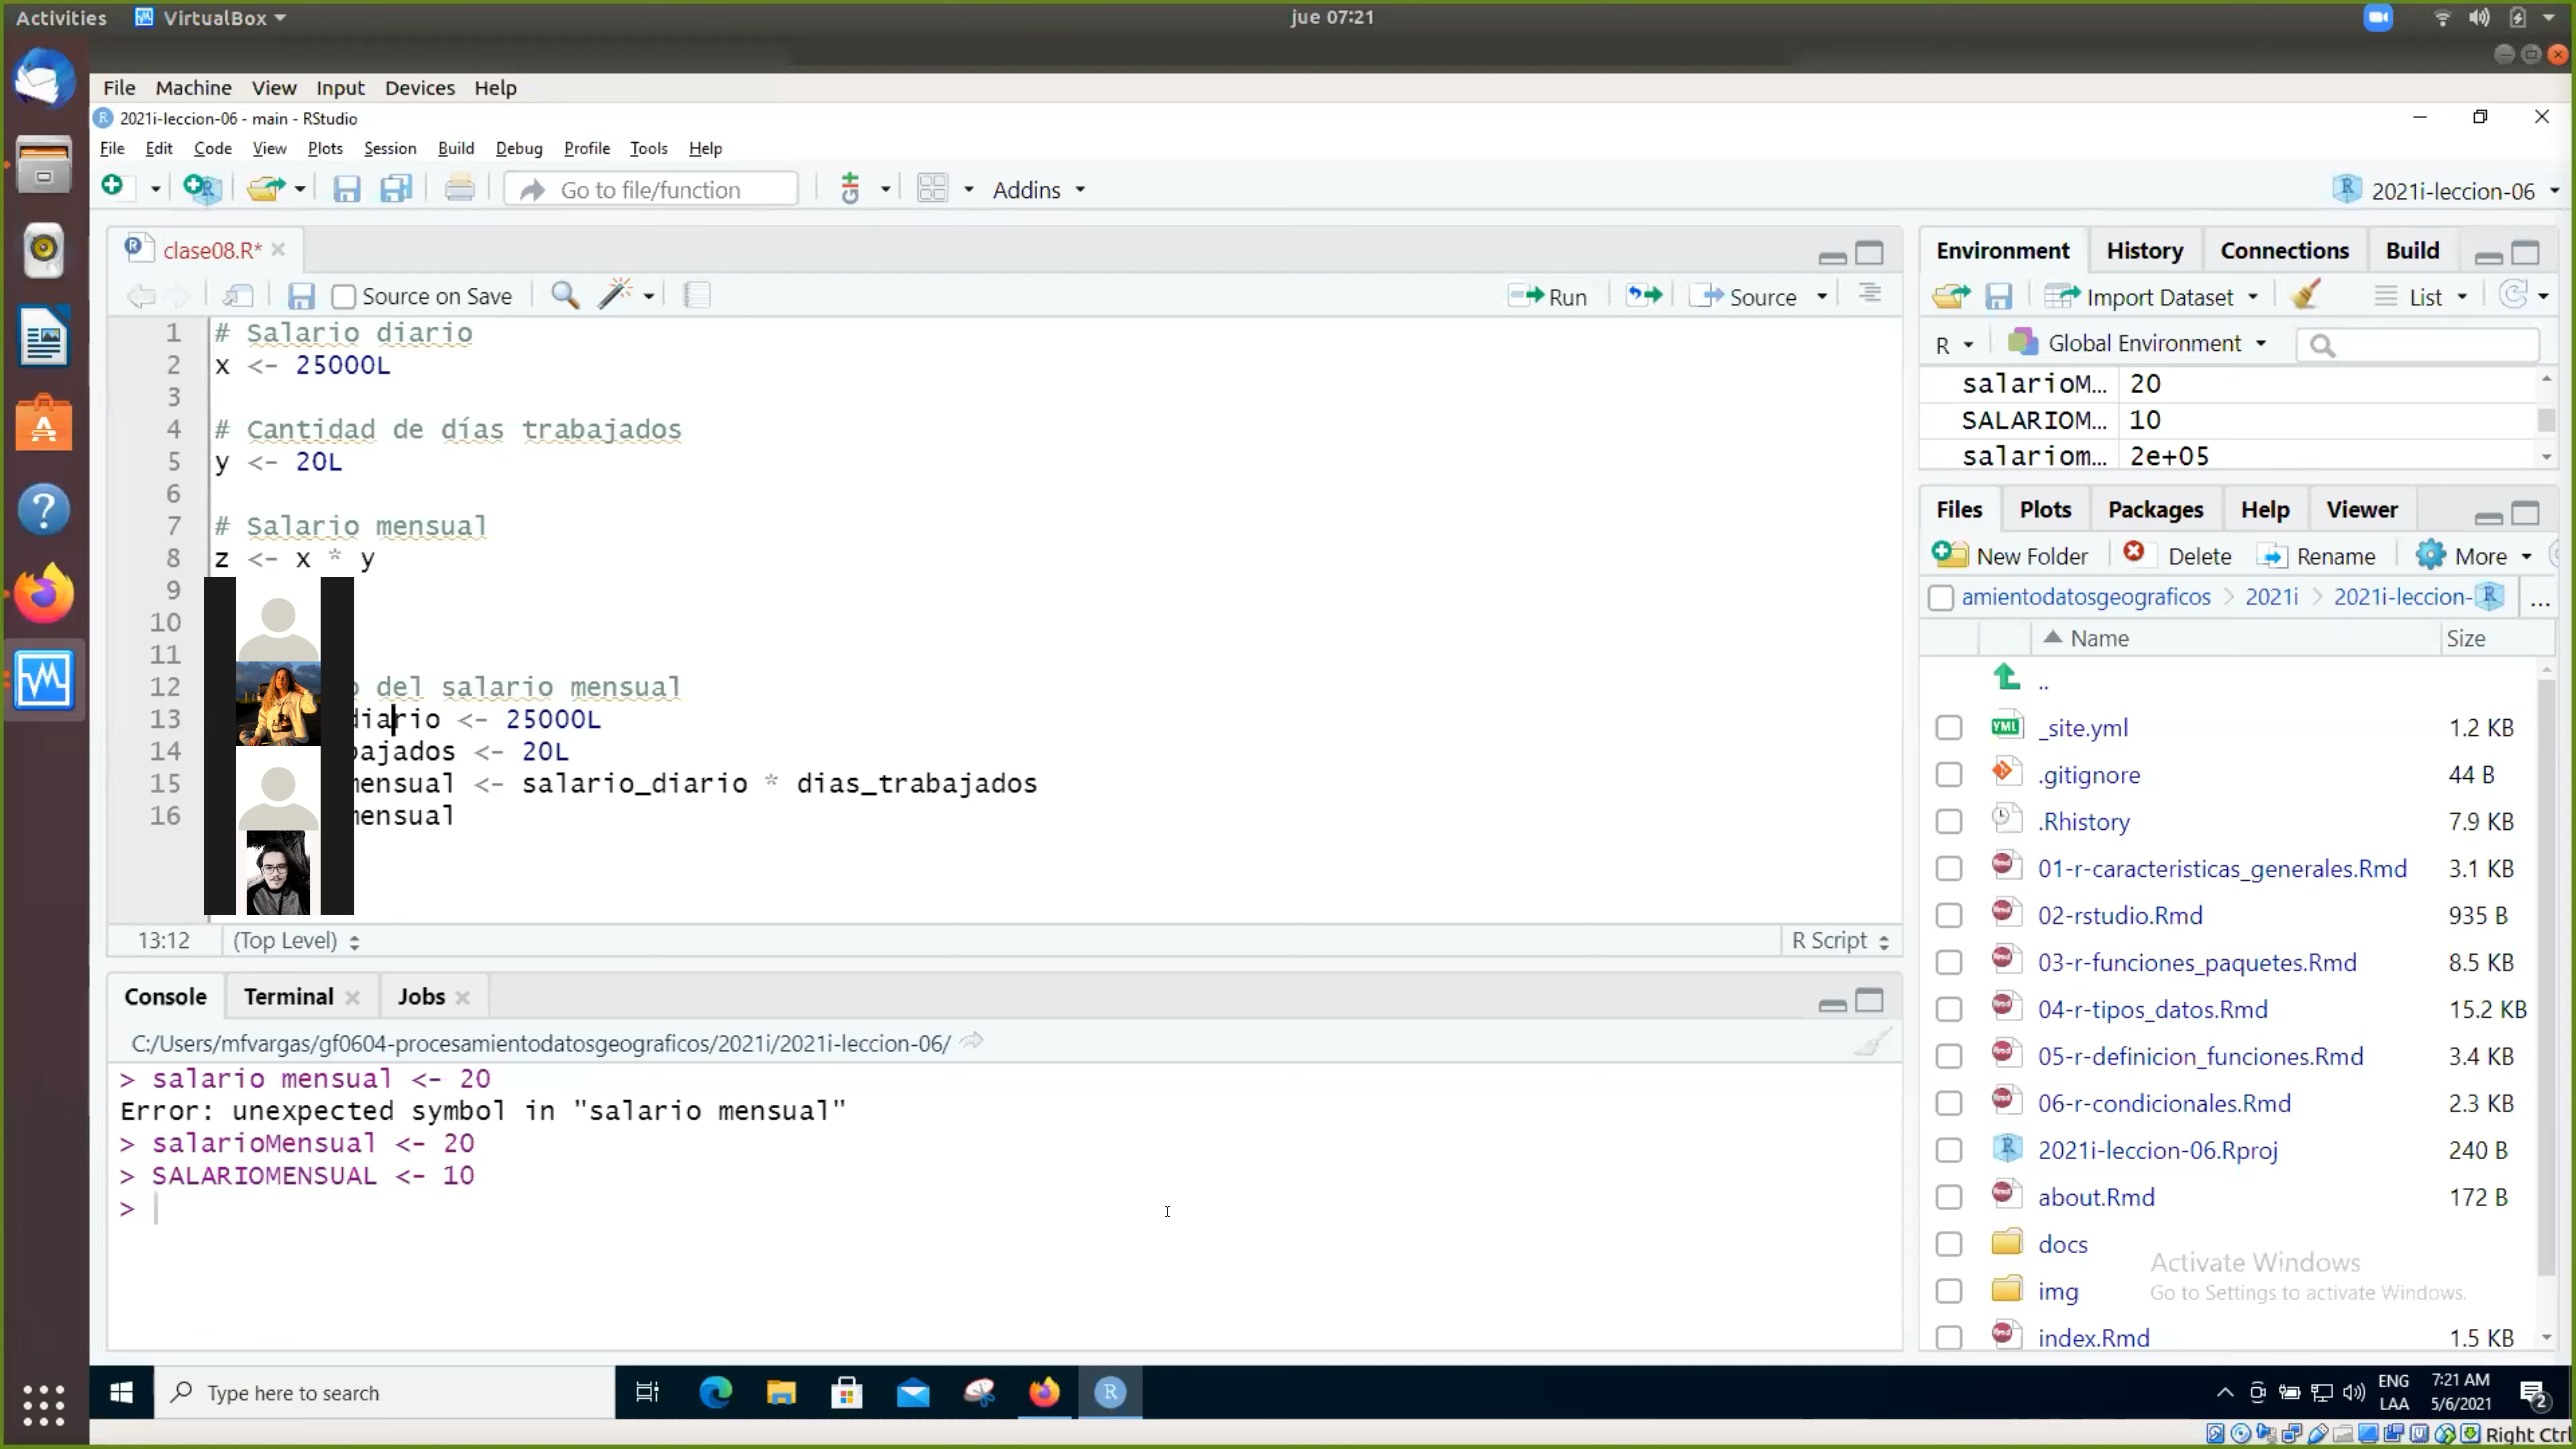 Activities VirtualBox jue 07:21
File Machine View Input Devices Help
2021i-leccion-06 - main - RStudio
File Edit Code View Plots Session Build Debug Profile Tools Help
Go to file/function Addins 2021i-leccion-06
clase08.R*
Source on Save Run Source
1 # Salario diario
2 x <- 25000L
3
4 # Cantidad de días trabajados
5 y <- 20L
6
7 # Salario mensual
8 z <- x * y
9
10
11
12 del salario mensual
13 diario <- 25000L
14 bajados <- 20L
15 mensual <- salario_diario * dias_trabajados
16 mensual
13:12 (Top Level) R Script
Console Terminal Jobs
C:/Users/mfvargas/gf0604-procesamientodatosgeograficos/2021i/2021i-leccion-06/
> salario mensual <- 20
Error: unexpected symbol in "salario mensual"
> salarioMensual <- 20
> SALARIOMENSUAL <- 10
>
Environment History Connections Build
Import Dataset List
R Global Environment
salarioM... 20
SALARIOM... 10
salariom... 2e+05
Files Plots Packages Help Viewer
New Folder Delete Rename More
amientodatosgeograficos > 2021i > 2021i-leccion- ...
Name Size
..
_site.yml 1.2 KB
.gitignore 44 B
.Rhistory 7.9 KB
01-r-caracteristicas_generales.Rmd 3.1 KB
02-rstudio.Rmd 935 B
03-r-funciones_paquetes.Rmd 8.5 KB
04-r-tipos_datos.Rmd 15.2 KB
05-r-definicion_funciones.Rmd 3.4 KB
06-r-condicionales.Rmd 2.3 KB
2021i-leccion-06.Rproj 240 B
about.Rmd 172 B
docs
img
index.Rmd 1.5 KB
Activate Windows
Go to Settings to activate Windows.
Type here to search
ENG 7:21 AM
LAA 5/6/2021 2
Right Ctrl